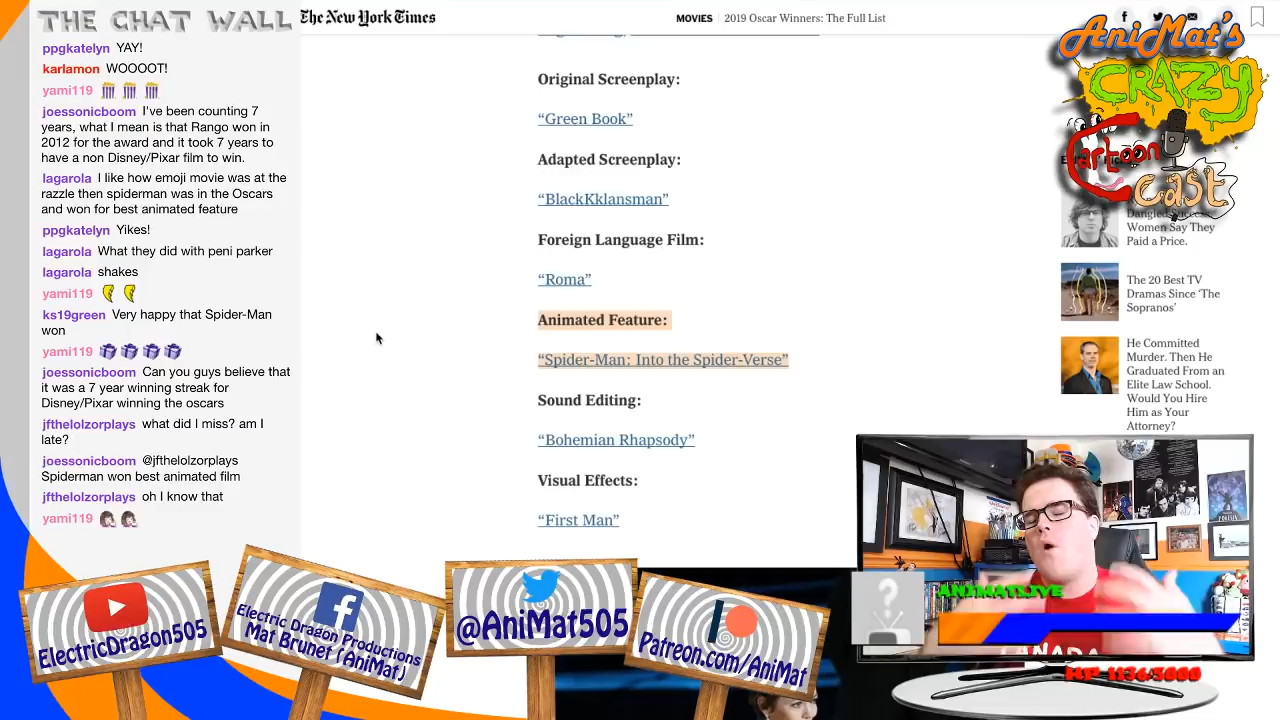 THE CHAT WALL
ppgkatelyn YAY!
karlamon WOOOOT!
yami119
joessonicboom I've been counting 7
years, what I mean is that Rango won in
2012 for the award and it took 7 years to
have a non Disney/Pixar film to win.
lagarola I like how emoji movie was at the
razzle then spiderman was in the Oscars
and won for best animated feature
ppgkatelyn Yikes!
lagarola What they did with peni parker
lagarola shakes
yami119
ks19green Very happy that Spider-Man
won
yami119
joessonicboom Can you guys believe that
it was a 7 year winning streak for
Disney/Pixar winning the oscars
jfthelolzorplays what did I miss? am I
late?
joessonicboom @jfthelolzorplays
Spiderman won best animated film
jfthelolzorplays oh I know that
yami119
The New York Times
MOVIES | 2019 Oscar Winners: The Full List
Original Screenplay:
“Green Book”
Adapted Screenplay:
“BlacKkKlansman”
Foreign Language Film:
“Roma”
Animated Feature:
“Spider-Man: Into the Spider-Verse”
Sound Editing:
“Bohemian Rhapsody”
Visual Effects:
“First Man”
AniMat's
CRAZY
Cartoon
Cast
Dangled Success,
Women Say They
Paid a Price.
The 20 Best TV
Dramas Since ‘The
Sopranos’
He Committed
Murder. Then He
Graduated From an
Elite Law School.
Would You Hire
Him as Your
Attorney?
ElectricDragon505
Electric Dragon Productions
Mat Brunet (AniMat)
@AniMat505
Patreon.com/AniMat
ANIMATLIVE
CANADA
HP 1136/5000